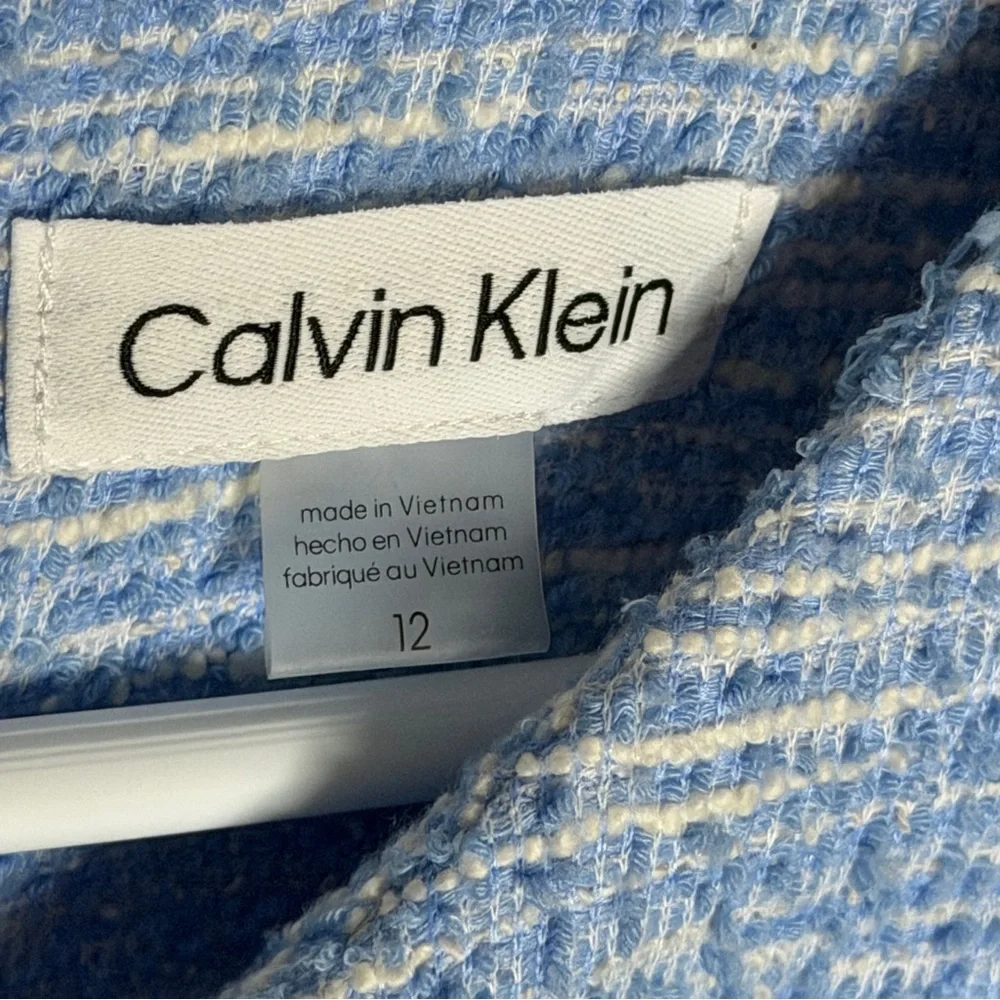 Calvin Klein
made in Vietnam
hecho en Vietnam
fabriqué au Vietnam
12